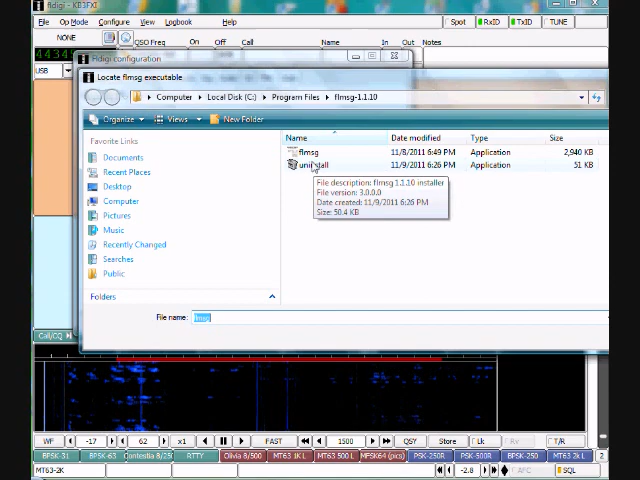 fldigi - KB3FXI
File Op Mode Configure View Logbook Help Spot RxID TxID TUNE
NONE QSO Freq On Off Name In Out Notes
USB
Fldigi configuration
Locate flmsg executable
Computer Local Disk (C:) Program Files flmsg-1.1.10
Organize Views New Folder
Favorite Links
Documents
Recent Places
Desktop
Computer
Pictures
Music
Recently Changed
Searches
Public
Folders
Name Date modified Type Size
flmsg 11/8/2011 6:49 PM Application 2,940 KB
uninstall 11/9/2011 6:26 PM Application 51 KB
File description: flmsg 1.1.10 installer
File version: 3.0.0.0
Date created: 11/9/2011 6:26 PM
Size: 50.4 KB
File name: flmsg
Call/CQ
WF -17 62 x1 FAST 1500 QSY Store Lk Rv T/R
BPSK-31 BPSK-63 Contestia 8/250 RTTY Olivia 8/500 MT63 1K L MT63 500 L MFSK64 (pics) PSK-250R PSK-500R BPSK-250 MT63 2k L 2
MT63-2K -2.8 AFC SQL